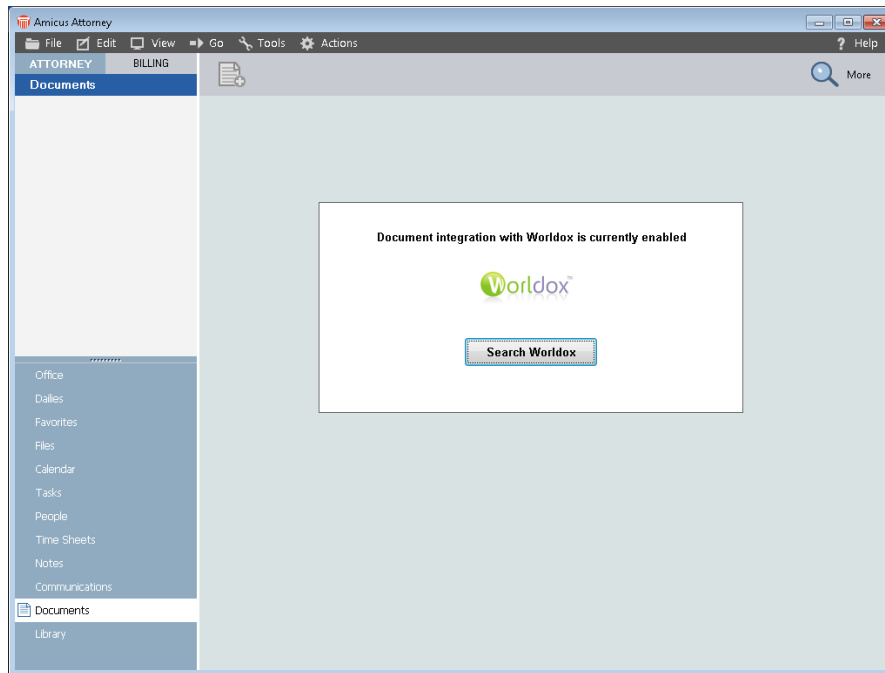 Amicus Attorney
File Edit View Go Tools Actions ? Help
ATTORNEY BILLING
Documents
More
Document integration with Worldox is currently enabled
Worldox™
Search Worldox
Office
Dailies
Favorites
Files
Calendar
Tasks
People
Time Sheets
Notes
Communications
Documents
Library